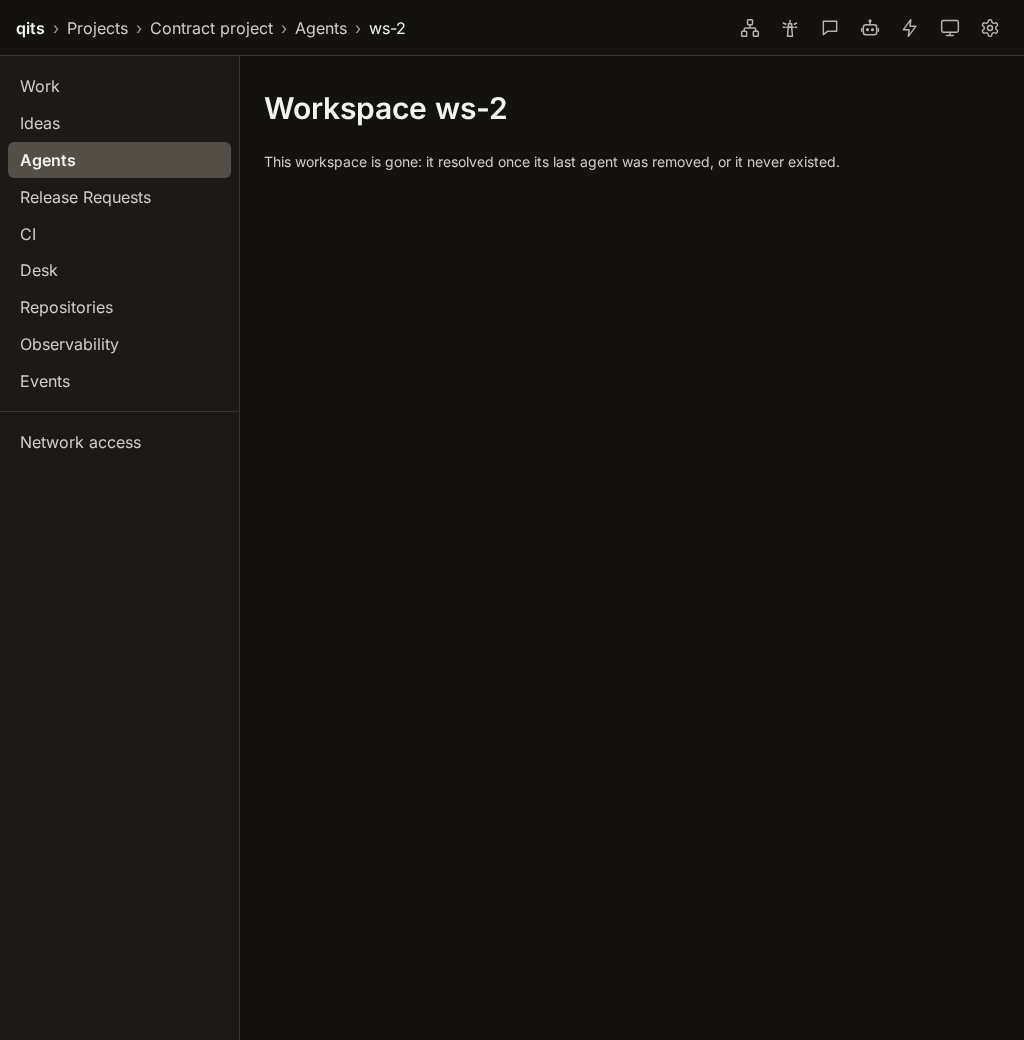 qits › Projects › Contract project › Agents › ws-2
Work
Ideas
Agents
Release Requests
CI
Desk
Repositories
Observability
Events
Network access
Workspace ws-2
This workspace is gone: it resolved once its last agent was removed, or it never existed.